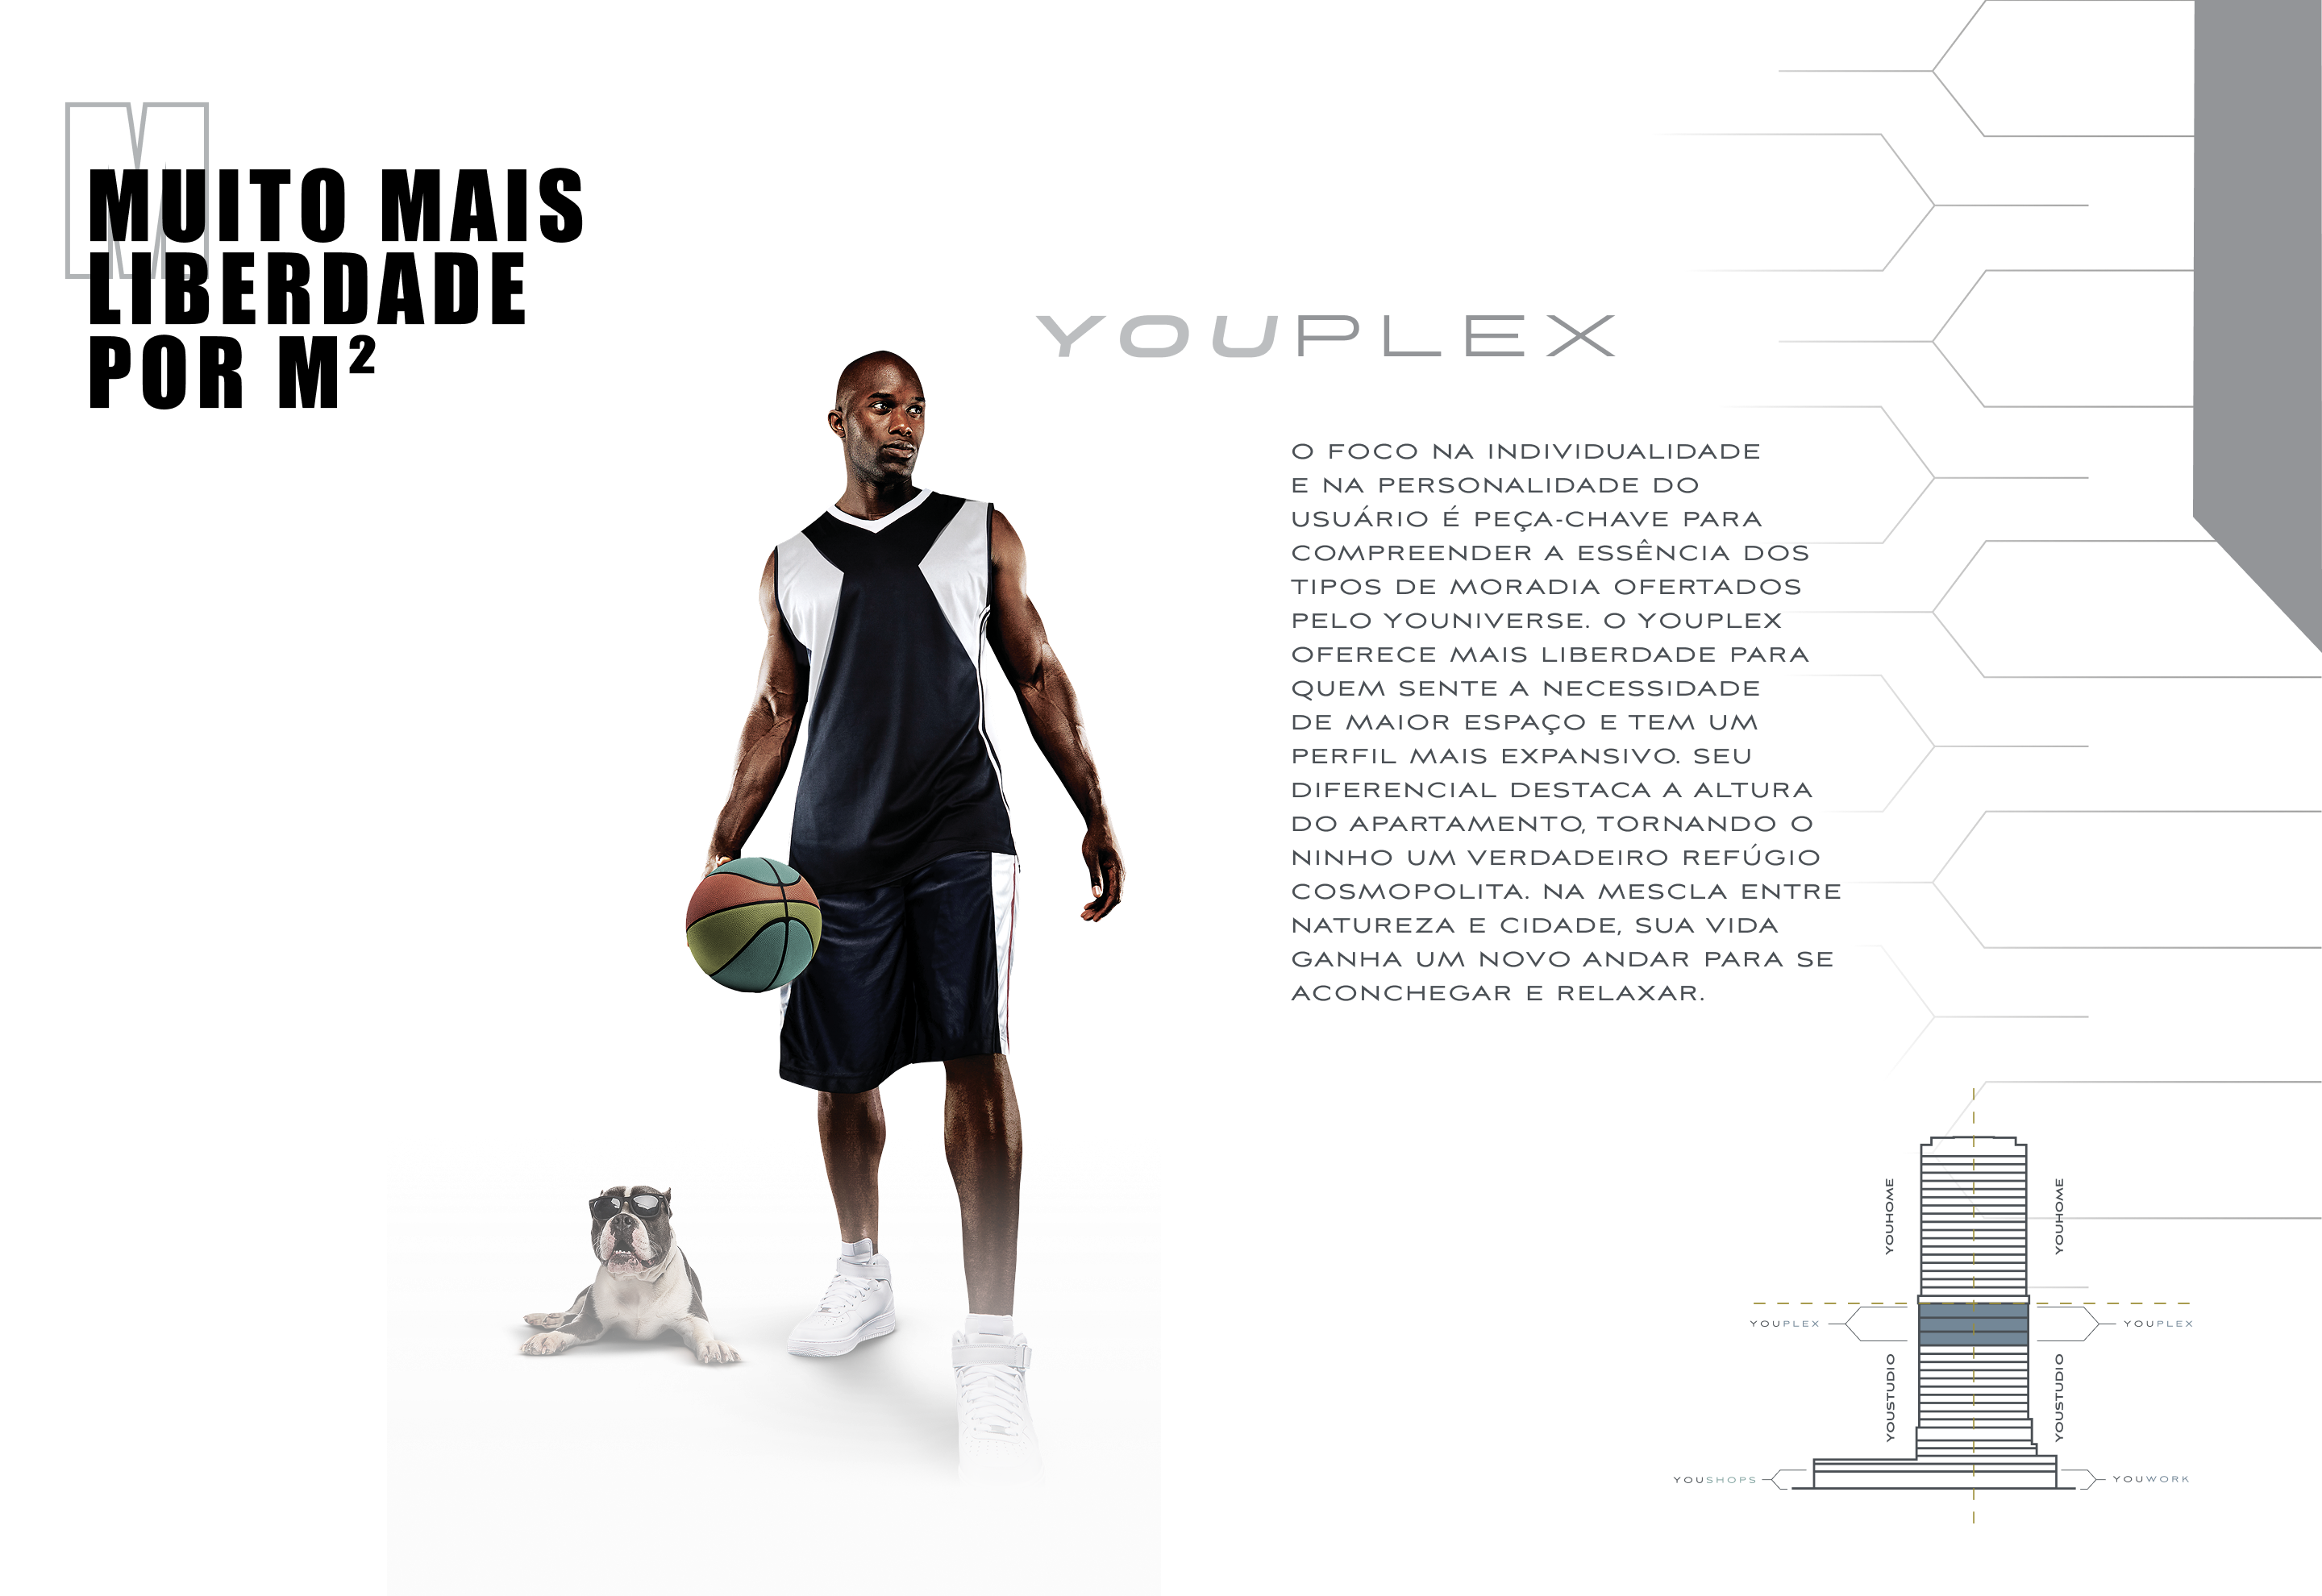 M
MUITO MAIS
LIBERDADE
POR M²
YOUPLEX
O FOCO NA INDIVIDUALIDADE
E NA PERSONALIDADE DO
USUÁRIO É PEÇA-CHAVE PARA
COMPREENDER A ESSÊNCIA DOS
TIPOS DE MORADIA OFERTADOS
PELO YOUNIVERSE. O YOUPLEX
OFERECE MAIS LIBERDADE PARA
QUEM SENTE A NECESSIDADE
DE MAIOR ESPAÇO E TEM UM
PERFIL MAIS EXPANSIVO. SEU
DIFERENCIAL DESTACA A ALTURA
DO APARTAMENTO, TORNANDO O
NINHO UM VERDADEIRO REFÚGIO
COSMOPOLITA. NA MESCLA ENTRE
NATUREZA E CIDADE, SUA VIDA
GANHA UM NOVO ANDAR PARA SE
ACONCHEGAR E RELAXAR.
YOUHOME
YOUHOME
YOUPLEX
YOUPLEX
YOUSTUDIO
YOUSTUDIO
YOUSHOPS
YOUWORK